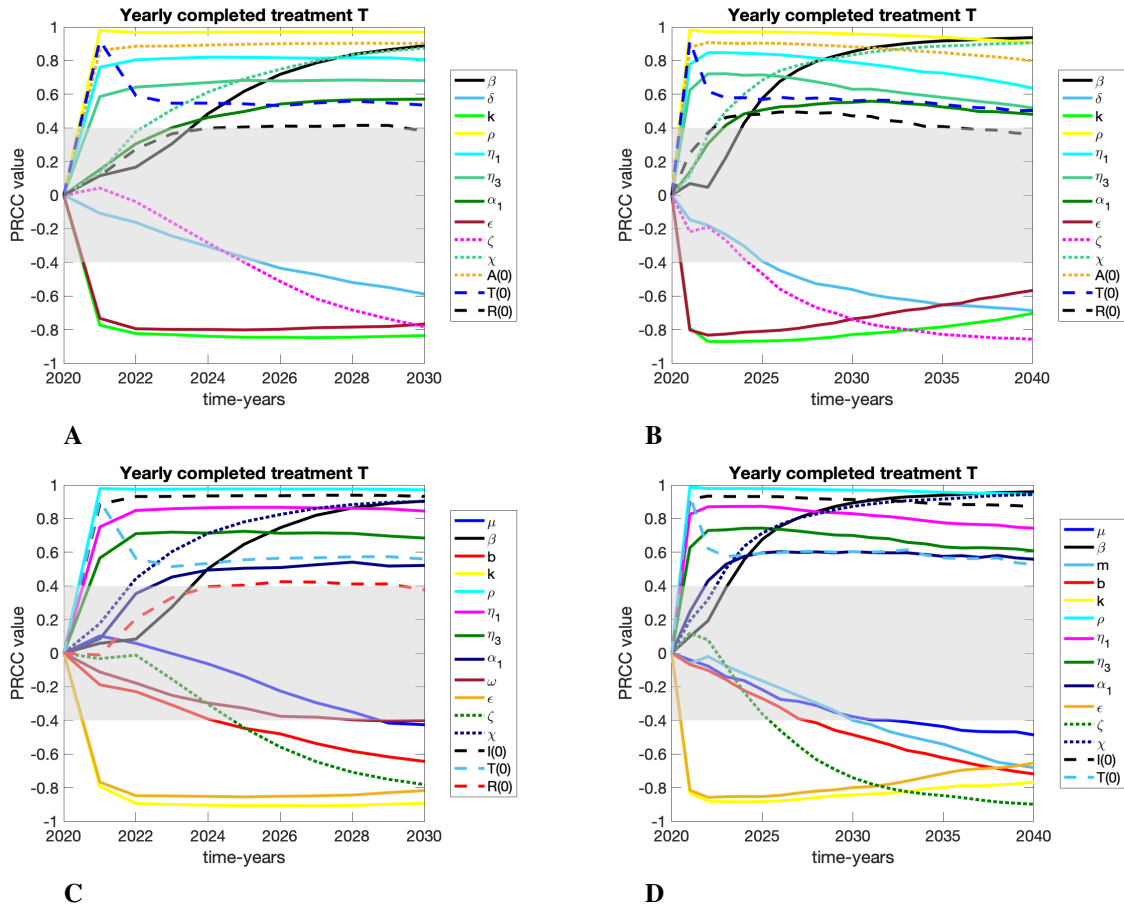 Yearly completed treatment T
PRCC value
1
0.8
0.6
0.4
0.2
0
-0.2
-0.4
-0.6
-0.8
-1
2020 2022 2024 2026 2028 2030
time-years
β
δ
k
ρ
η1
η3
α1
ϵ
ζ
χ
A(0)
T(0)
R(0)
A
Yearly completed treatment T
PRCC value
1
0.8
0.6
0.4
0.2
0
-0.2
-0.4
-0.6
-0.8
-1
2020 2025 2030 2035 2040
time-years
β
δ
k
ρ
η1
η3
α1
ϵ
ζ
χ
A(0)
T(0)
R(0)
B
Yearly completed treatment T
PRCC value
1
0.8
0.6
0.4
0.2
0
-0.2
-0.4
-0.6
-0.8
-1
2020 2022 2024 2026 2028 2030
time-years
μ
β
b
k
ρ
η1
η3
α1
ω
ϵ
ζ
χ
I(0)
T(0)
R(0)
C
Yearly completed treatment T
PRCC value
1
0.8
0.6
0.4
0.2
0
-0.2
-0.4
-0.6
-0.8
-1
2020 2025 2030 2035 2040
time-years
μ
β
m
b
k
ρ
η1
η3
α1
ϵ
ζ
χ
I(0)
T(0)
D